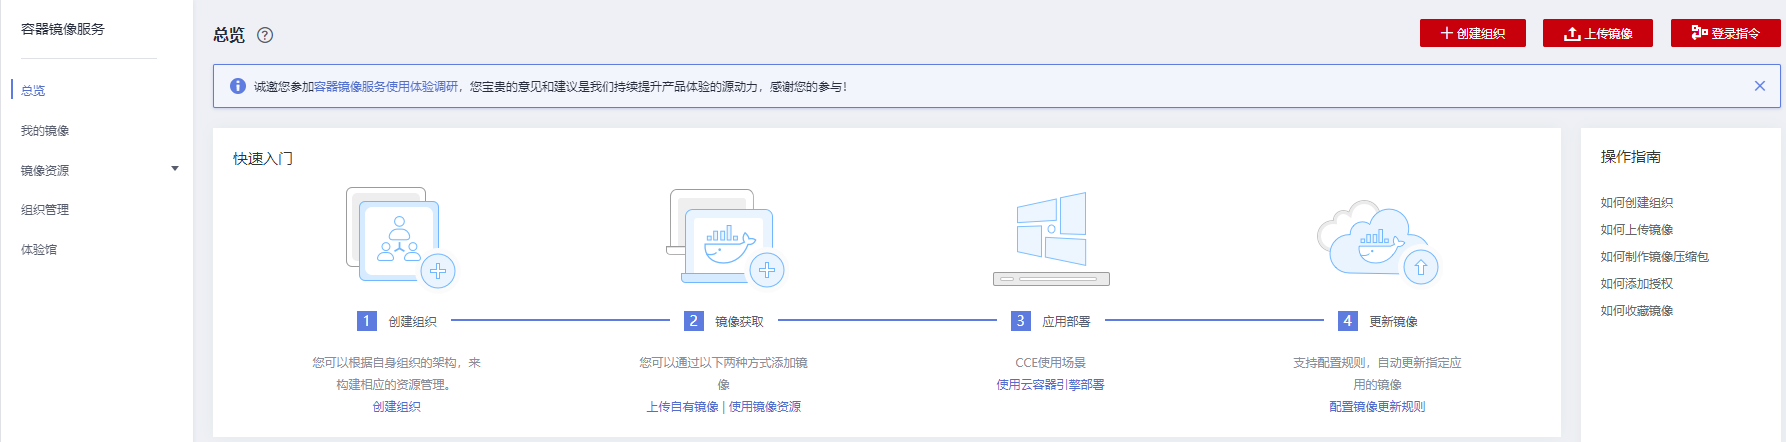 容器镜像服务
总览
我的镜像
镜像资源
组织管理
体验馆
总览
创建组织
上传镜像
登录指令
诚邀您参加容器镜像服务使用体验调研，您宝贵的意见和建议是我们持续提升产品体验的源动力，感谢您的参与！
快速入门
1 创建组织
您可以根据自身组织的架构，来
构建相应的资源管理。
创建组织
2 镜像获取
您可以通过以下两种方式添加镜
像
上传自有镜像 | 使用镜像资源
3 应用部署
CCE使用场景
使用云容器引擎部署
4 更新镜像
支持配置规则，自动更新指定应
用的镜像
配置镜像更新规则
操作指南
如何创建组织
如何上传镜像
如何制作镜像压缩包
如何添加授权
如何收藏镜像